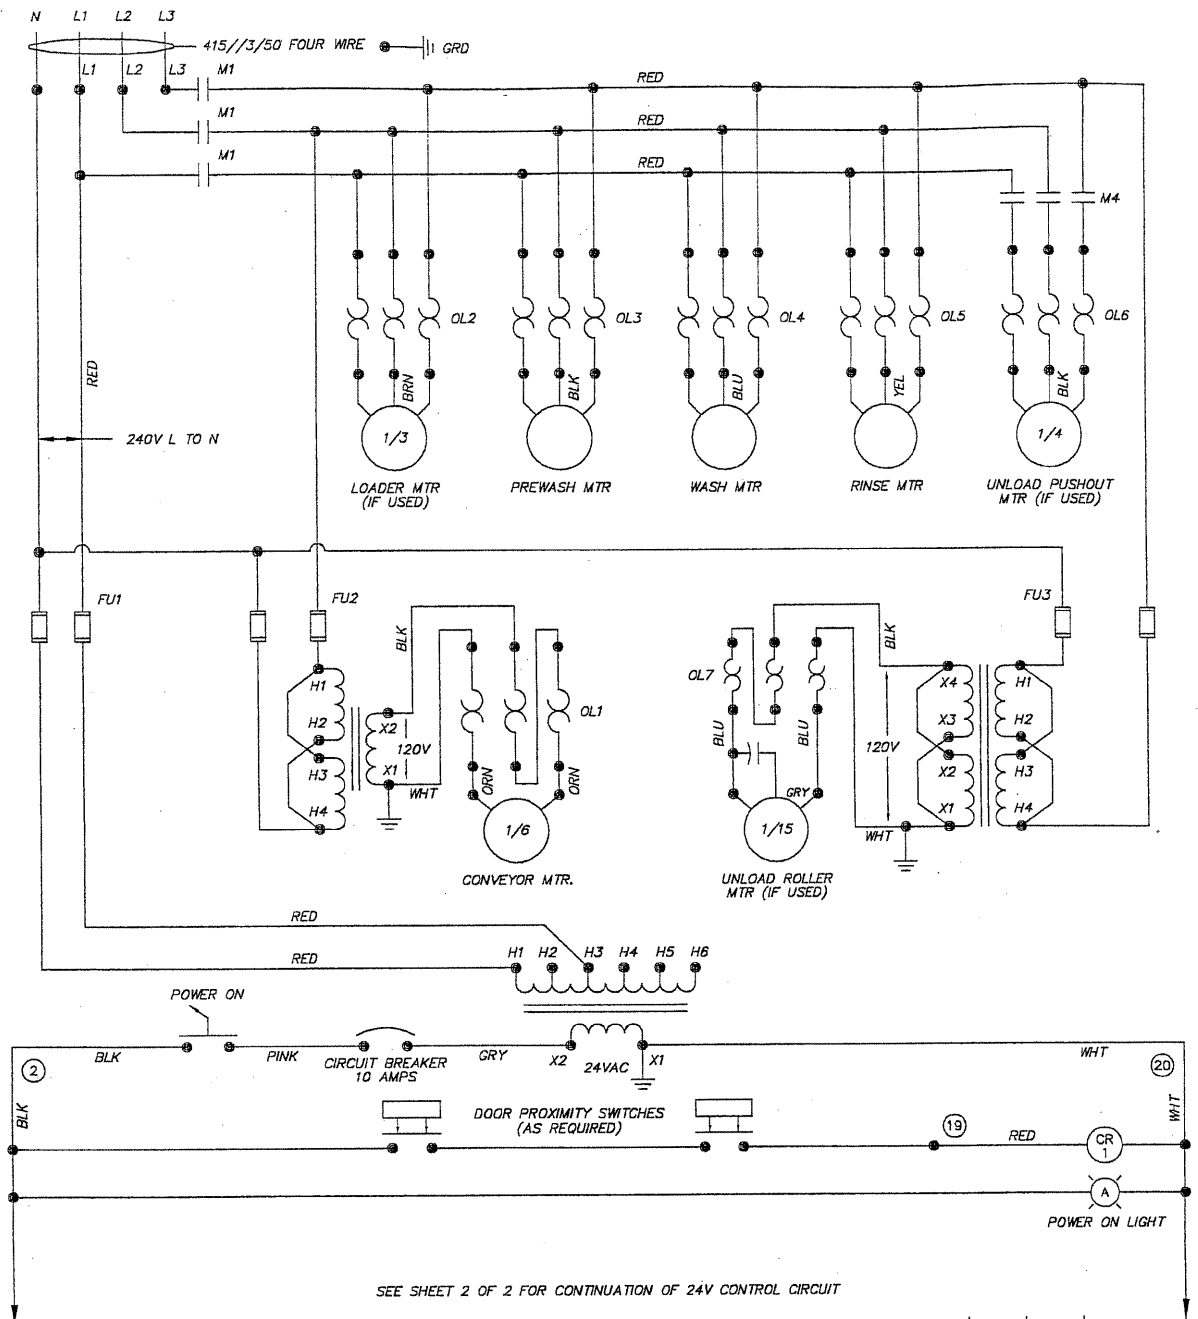 N L1 L2 L3
415//3/50 FOUR WIRE GRD
L1 L2 L3 M1 RED
M1 RED
M1 RED
M4
OL2 OL3 OL4 OL5 OL6
RED
BRN BLK BLU YEL BLK
240V L TO N
1/3 1/4
LOADER MTR PREWASH MTR WASH MTR RINSE MTR UNLOAD PUSHOUT
(IF USED) MTR (IF USED)
FU1 FU2 FU3
BLK BLK
H1 OL7 X4 H1
H2 X2 OL1 X3 H2
120V BLU BLU 120V
H3 X1 X2 H3
WHT ORN ORN GRY
H4 X1 H4
1/6 1/15 WHT
CONVEYOR MTR. UNLOAD ROLLER
MTR (IF USED)
RED
RED H1 H2 H3 H4 H5 H6
POWER ON
2 BLK PINK CIRCUIT BREAKER GRY X2 24VAC X1 WHT 20
10 AMPS
BLK WHT
DOOR PROXIMITY SWITCHES
(AS REQUIRED)
19 RED CR
1
A
POWER ON LIGHT
SEE SHEET 2 OF 2 FOR CONTINUATION OF 24V CONTROL CIRCUIT